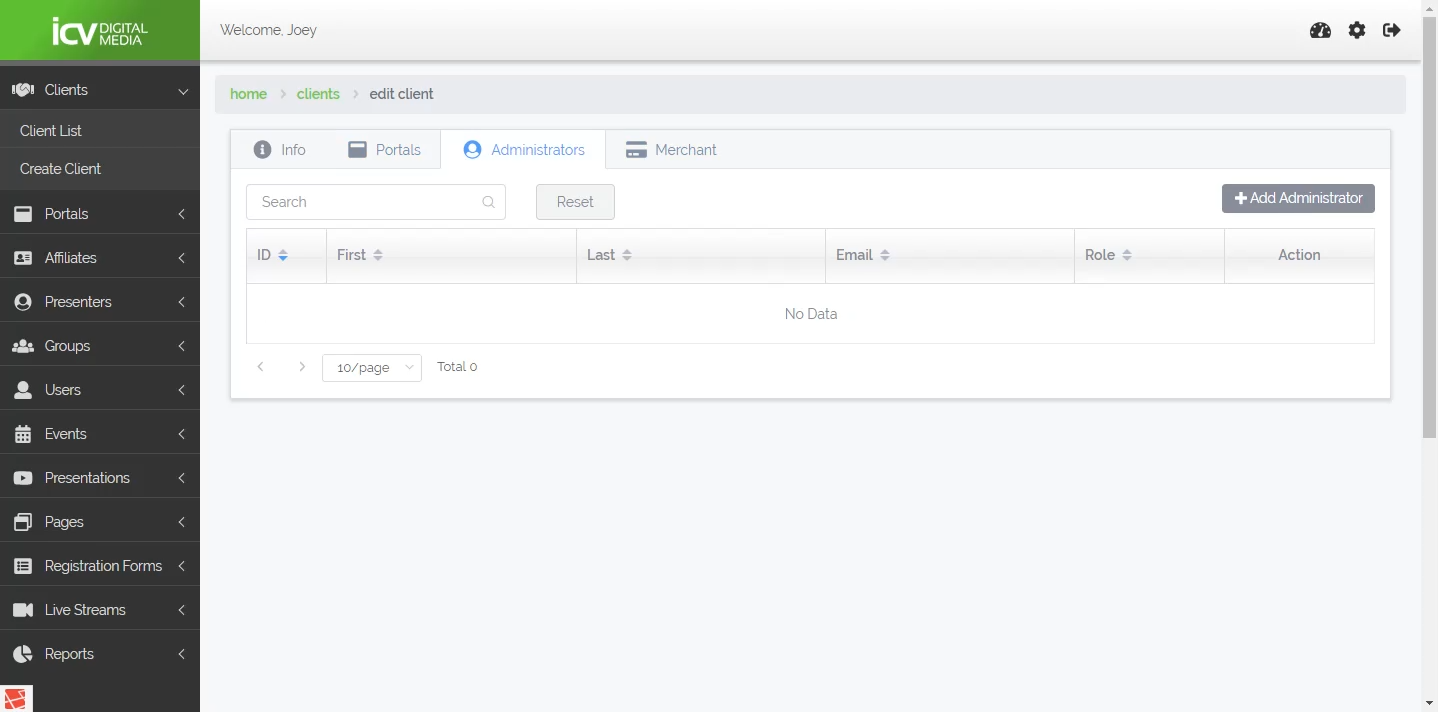 icv DIGITAL MEDIA
Welcome, Joey
Clients
Client List
Create Client
Portals
Affiliates
Presenters
Groups
Users
Events
Presentations
Pages
Registration Forms
Live Streams
Reports
home > clients > edit client
Info Portals Administrators Merchant
Search Reset + Add Administrator
ID First Last Email Role Action
No Data
10/page Total 0